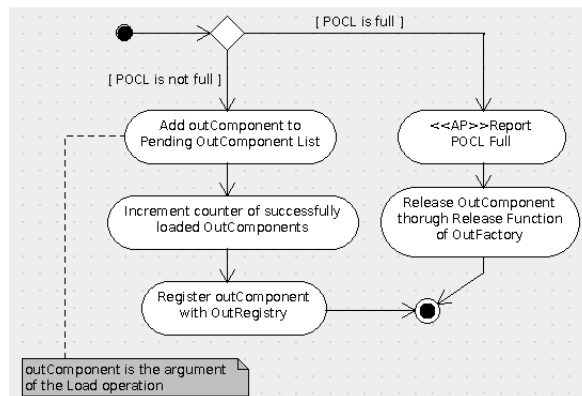 [ POCL is full ]
[ POCL is not full ]
Add outComponent to
Pending OutComponent List
<<AP>>Report
POCL Full
Increment counter of successfully
loaded OutComponents
Release OutComponent
thorugh Release Function
of OutFactory
Register outComponent
with OutRegistry
outComponent is the argument
of the Load operation